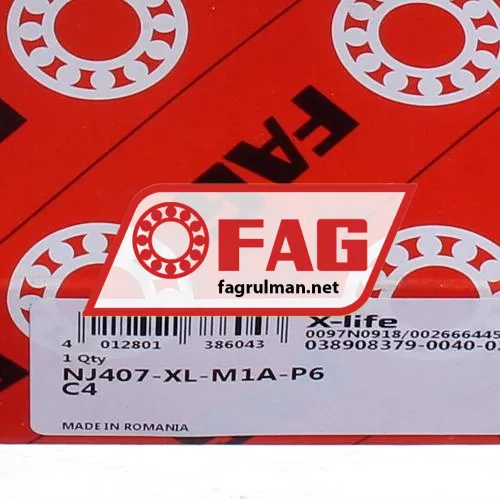 FAG
FAG
fagrulman.net
X-life
4 012801 386043
0097N0918/002666445
038908379-0040-0
1 Qty
NJ407-XL-M1A-P6
C4
MADE IN ROMANIA